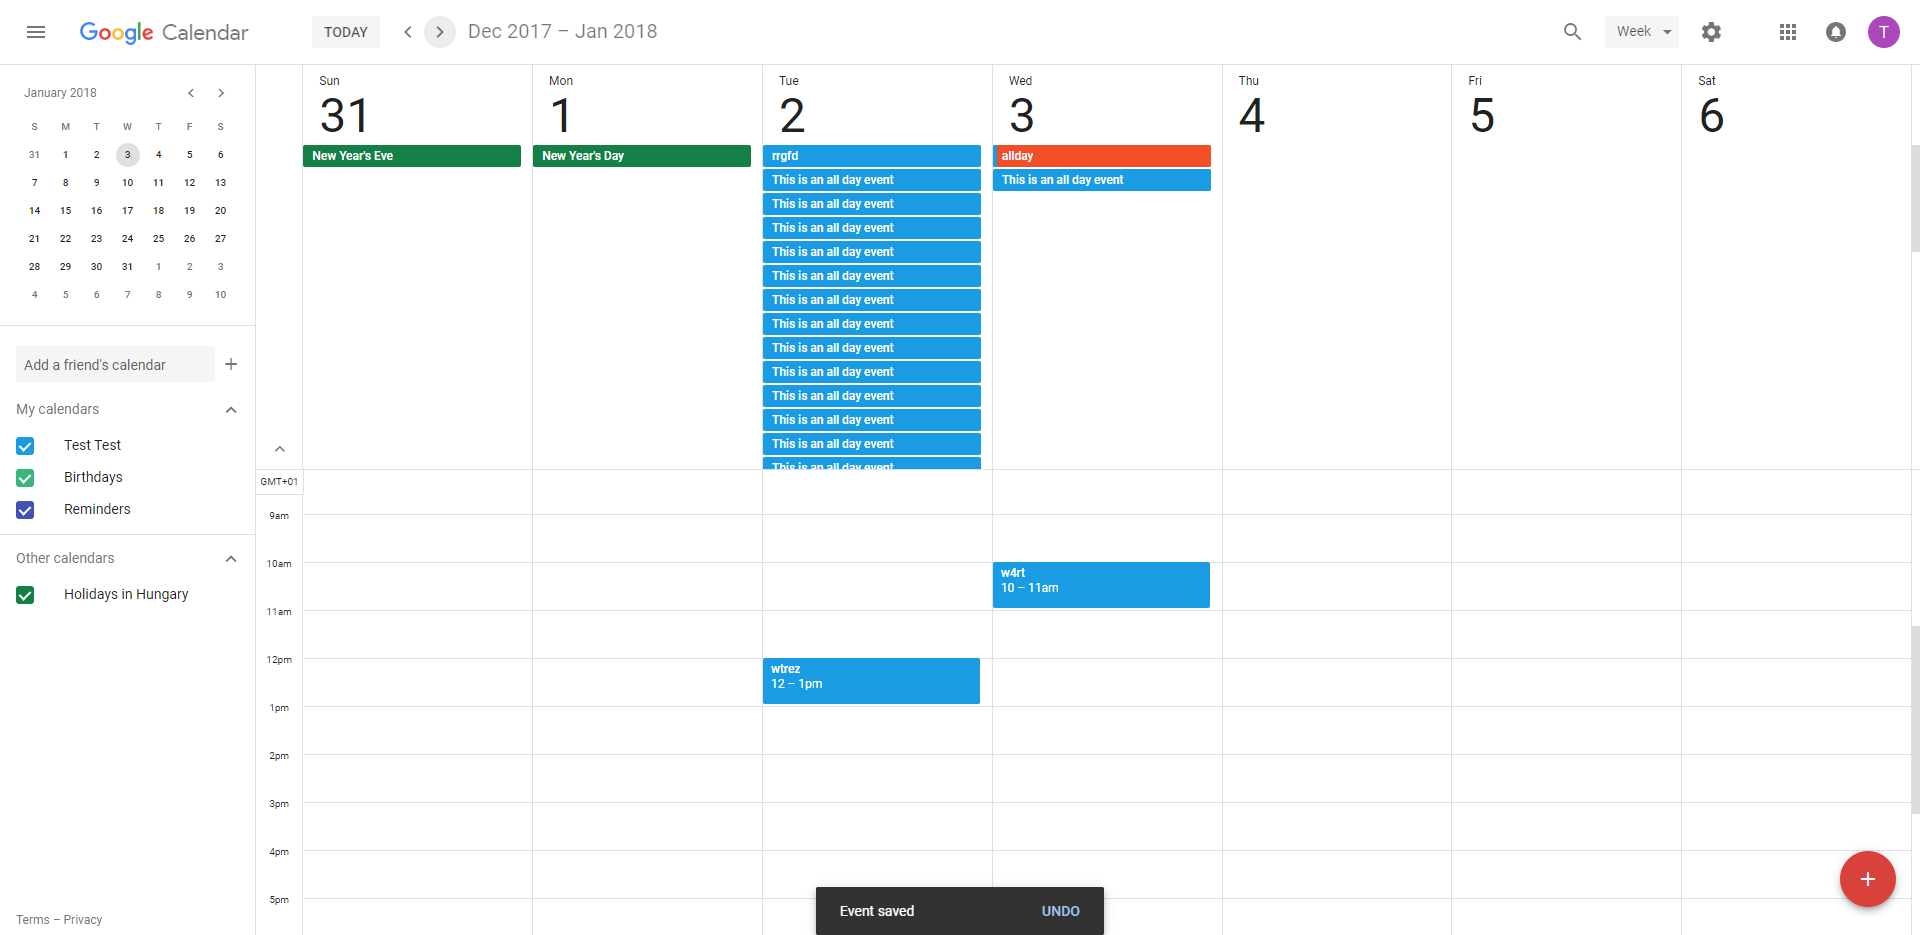 Google Calendar
TODAY
Dec 2017 – Jan 2018
Week
T
January 2018
S M T W T F S
31 1 2 3 4 5 6
7 8 9 10 11 12 13
14 15 16 17 18 19 20
21 22 23 24 25 26 27
28 29 30 31 1 2 3
4 5 6 7 8 9 10
Add a friend's calendar
My calendars
Test Test
Birthdays
Reminders
Other calendars
Holidays in Hungary
Terms – Privacy
Sun Mon Tue Wed Thu Fri Sat
31 1 2 3 4 5 6
New Year's Eve
New Year's Day
rrgfd
This is an all day event
This is an all day event
This is an all day event
This is an all day event
This is an all day event
This is an all day event
This is an all day event
This is an all day event
This is an all day event
This is an all day event
This is an all day event
This is an all day event
This is an all day event
allday
This is an all day event
GMT+01
9am
10am
11am
12pm
1pm
2pm
3pm
4pm
5pm
w4rt
10 – 11am
wtrez
12 – 1pm
Event saved
UNDO